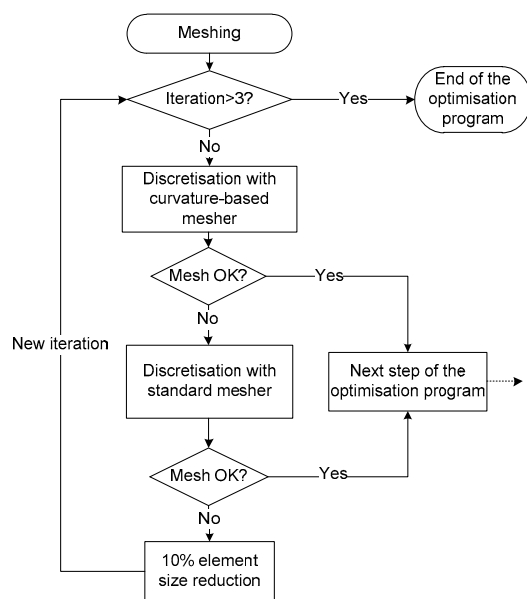 Meshing
Iteration>3?
Yes
End of the
optimisation
program
No
Discretisation with
curvature-based
mesher
Mesh OK?
Yes
No
New iteration
Discretisation with
standard mesher
Next step of the
optimisation program
Mesh OK?
Yes
No
10% element
size reduction